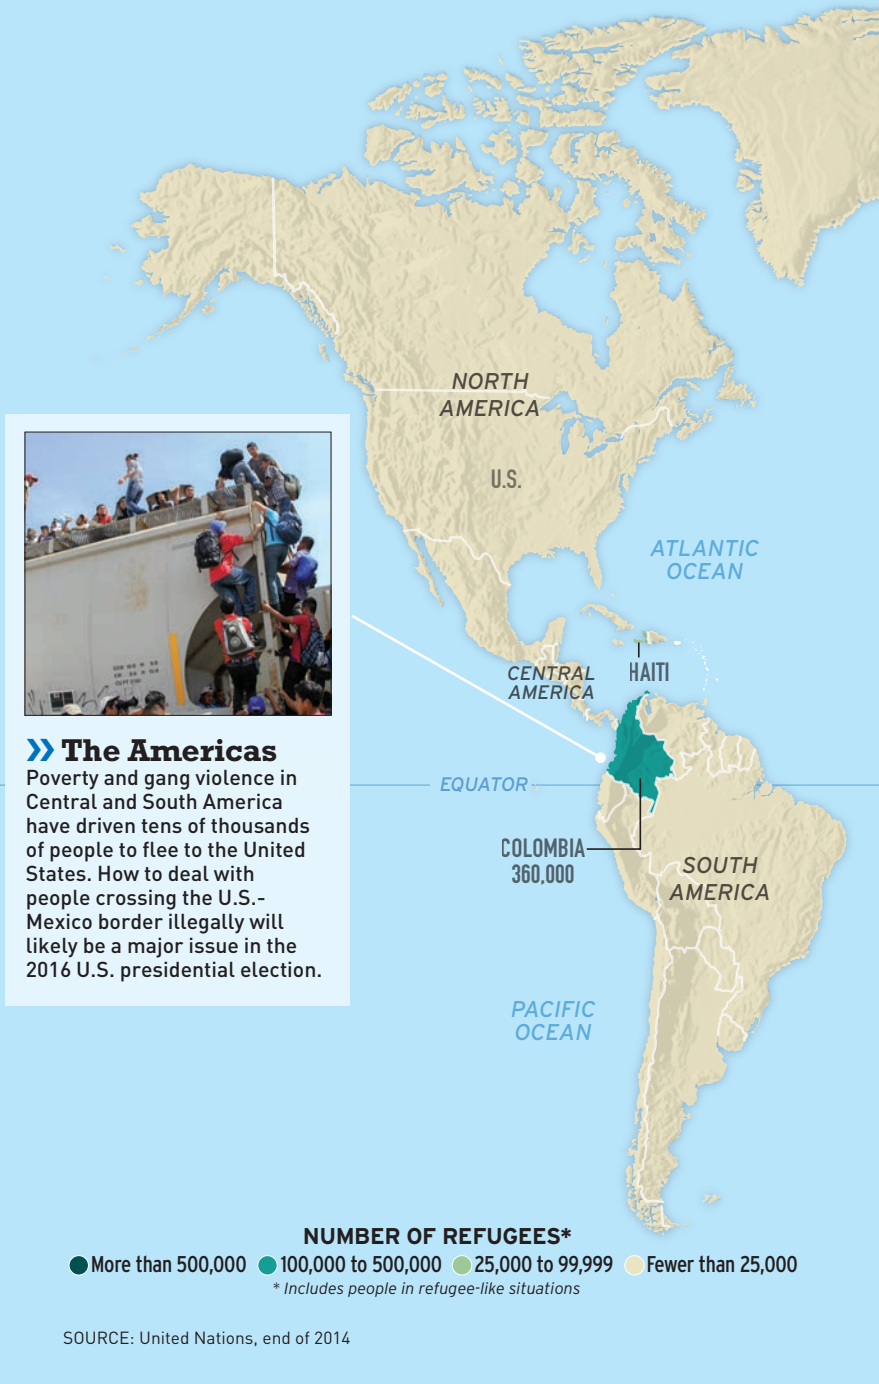 NORTH
AMERICA
U.S.
ATLANTIC
OCEAN
CENTRAL
AMERICA
HAITI
EQUATOR
COLOMBIA
360,000
SOUTH
AMERICA
PACIFIC
OCEAN
» The Americas
Poverty and gang violence in
Central and South America
have driven tens of thousands
of people to flee to the United
States. How to deal with
people crossing the U.S.-
Mexico border illegally will
likely be a major issue in the
2016 U.S. presidential election.
NUMBER OF REFUGEES*
More than 500,000 100,000 to 500,000 25,000 to 99,999 Fewer than 25,000
* Includes people in refugee-like situations
SOURCE: United Nations, end of 2014